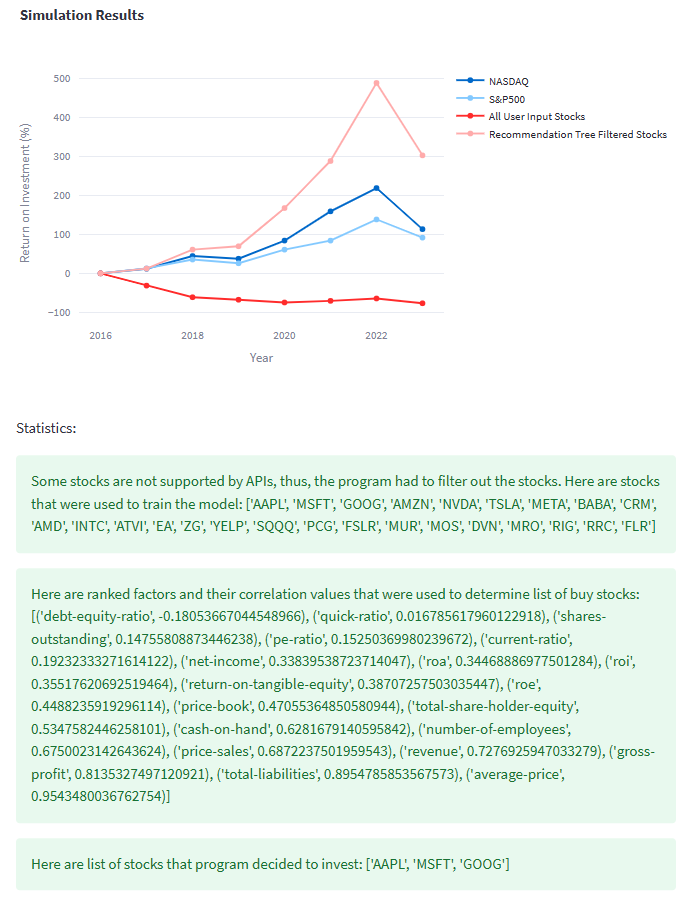 Simulation Results
500
400
300
200
100
0
−100
Return on Investment (%)
2016
2018
2020
2022
Year
NASDAQ
S&P500
All User Input Stocks
Recommendation Tree Filtered Stocks
Statistics:
Some stocks are not supported by APIs, thus, the program had to filter out the stocks. Here are stocks
that were used to train the model: ['AAPL', 'MSFT', 'GOOG', 'AMZN', 'NVDA', 'TSLA', 'META', 'BABA', 'CRM',
'AMD', 'INTC', 'ATVI', 'EA', 'ZG', 'YELP', 'SQQQ', 'PCG', 'FSLR', 'MUR', 'MOS', 'DVN', 'MRO', 'RIG', 'RRC', 'FLR']
Here are ranked factors and their correlation values that were used to determine list of buy stocks:
[('debt-equity-ratio', -0.18053667044548966), ('quick-ratio', 0.016785617960122918), ('shares-
outstanding', 0.14755808873446238), ('pe-ratio', 0.15250369980239672), ('current-ratio',
0.19232333271614122), ('net-income', 0.33839538723714047), ('roa', 0.34468886977501284), ('roi',
0.35517620692519464), ('return-on-tangible-equity', 0.38707257503035447), ('roe',
0.4488235919296114), ('price-book', 0.47055364850580944), ('total-share-holder-equity',
0.5347582446258101), ('cash-on-hand', 0.6281679140595842), ('number-of-employees',
0.6750023142643624), ('price-sales', 0.6872237501959543), ('revenue', 0.7276925947033279), ('gross-
profit', 0.8135327497120921), ('total-liabilities', 0.8954785853567573), ('average-price',
0.9543480036762754)]
Here are list of stocks that program decided to invest: ['AAPL', 'MSFT', 'GOOG']